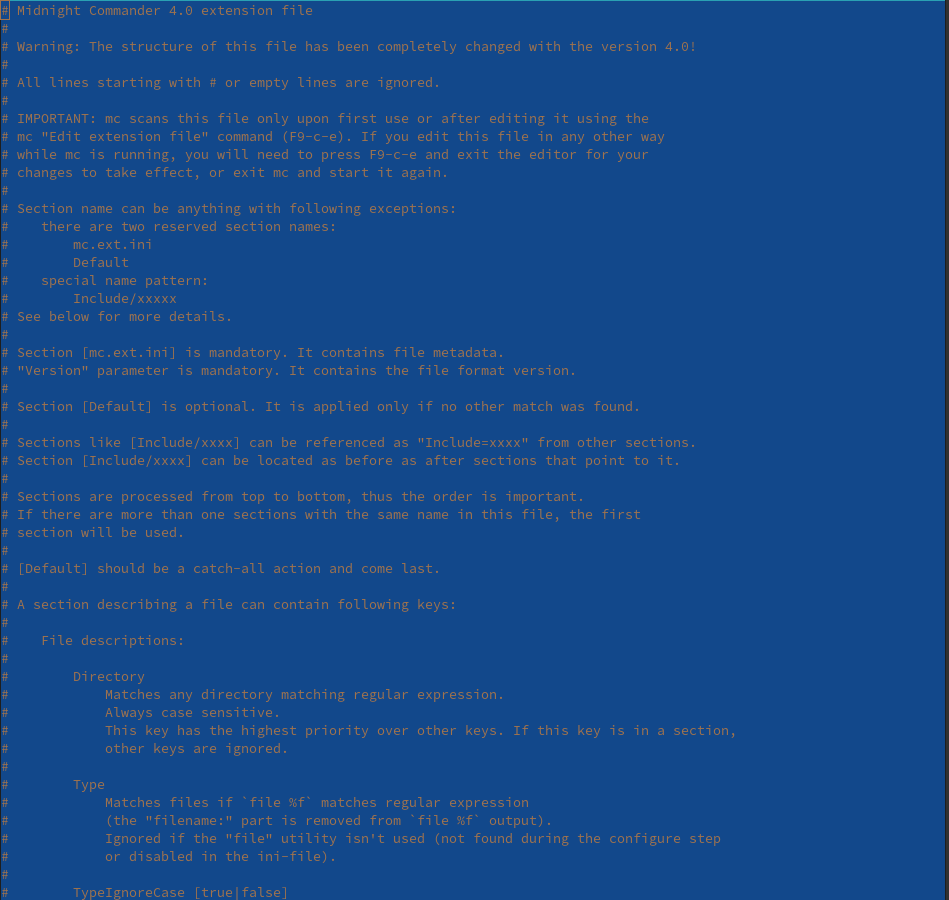 # Midnight Commander 4.0 extension file
#
# Warning: The structure of this file has been completely changed with the version 4.0!
#
# All lines starting with # or empty lines are ignored.
#
# IMPORTANT: mc scans this file only upon first use or after editing it using the
# mc "Edit extension file" command (F9-c-e). If you edit this file in any other way
# while mc is running, you will need to press F9-c-e and exit the editor for your
# changes to take effect, or exit mc and start it again.
#
# Section name can be anything with following exceptions:
#    there are two reserved section names:
#        mc.ext.ini
#        Default
#    special name pattern:
#        Include/xxxxx
# See below for more details.
#
# Section [mc.ext.ini] is mandatory. It contains file metadata.
# "Version" parameter is mandatory. It contains the file format version.
#
# Section [Default] is optional. It is applied only if no other match was found.
#
# Sections like [Include/xxxx] can be referenced as "Include=xxxx" from other sections.
# Section [Include/xxxx] can be located as before as after sections that point to it.
#
# Sections are processed from top to bottom, thus the order is important.
# If there are more than one sections with the same name in this file, the first
# section will be used.
#
# [Default] should be a catch-all action and come last.
#
# A section describing a file can contain following keys:
#
#    File descriptions:
#
#        Directory
#            Matches any directory matching regular expression.
#            Always case sensitive.
#            This key has the highest priority over other keys. If this key is in a section,
#            other keys are ignored.
#
#        Type
#            Matches files if `file %f` matches regular expression
#            (the "filename:" part is removed from `file %f` output).
#            Ignored if the "file" utility isn't used (not found during the configure step
#            or disabled in the ini-file).
#
#        TypeIgnoreCase [true|false]